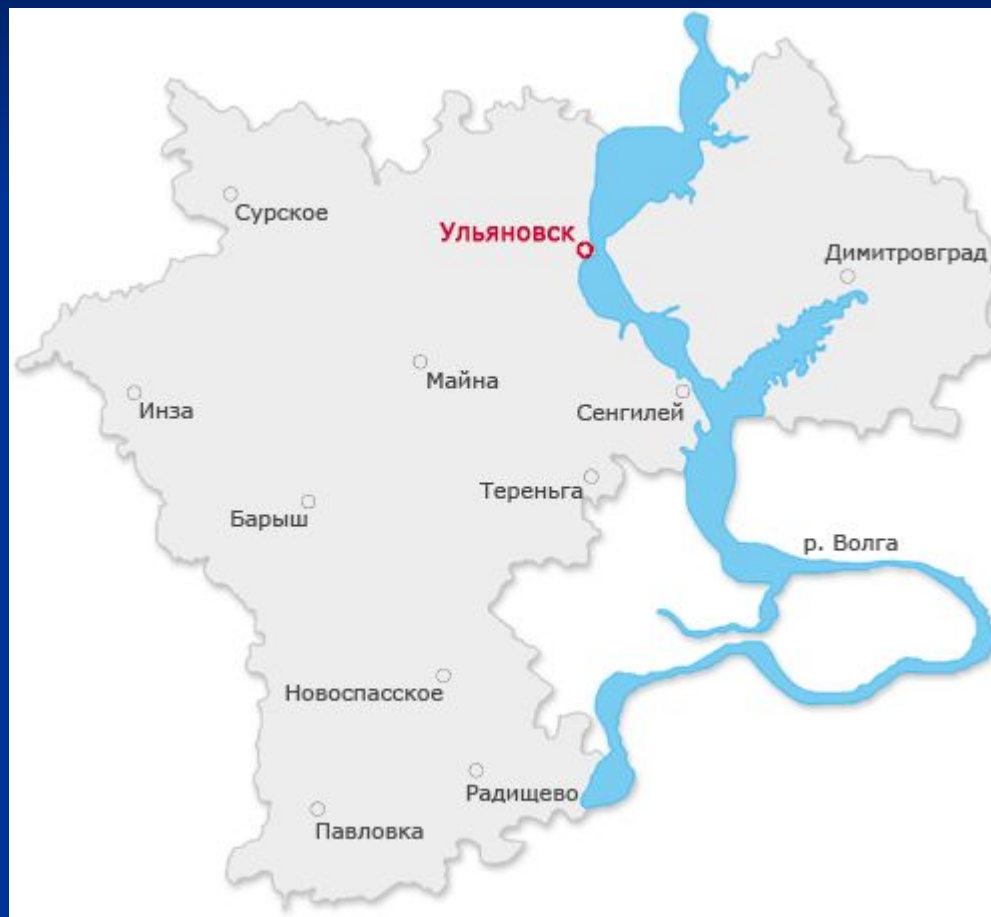 Сурское
Ульяновск
Димитровград
Майна
Инза
Сенгилей
Тереньга
Барыш
р. Волга
Новоспасское
Радищево
Павловка